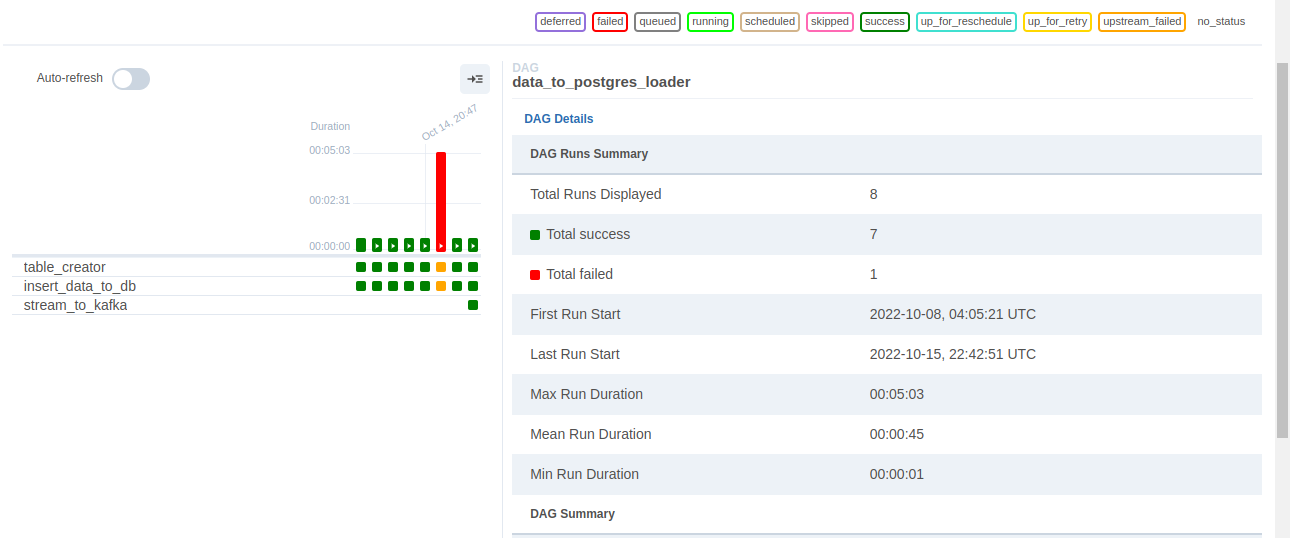 deferred failed queued running scheduled skipped success up_for_reschedule up_for_retry upstream_failed no_status
Auto-refresh
Duration
Oct 14, 20:47
00:05:03
00:02:31
00:00:00
table_creator
insert_data_to_db
stream_to_kafka
DAG
data_to_postgres_loader
DAG Details
DAG Runs Summary
Total Runs Displayed 8
Total success 7
Total failed 1
First Run Start 2022-10-08, 04:05:21 UTC
Last Run Start 2022-10-15, 22:42:51 UTC
Max Run Duration 00:05:03
Mean Run Duration 00:00:45
Min Run Duration 00:00:01
DAG Summary